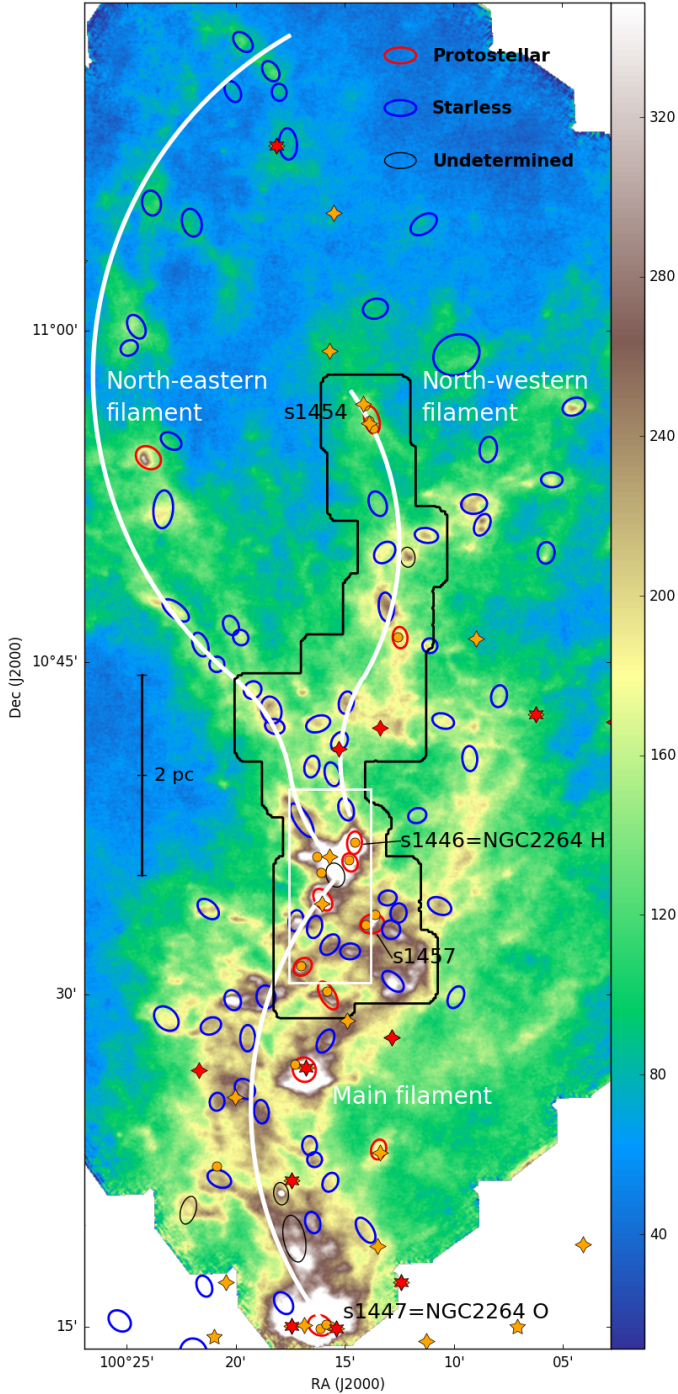 Protostellar
Starless
Undetermined
320
280
240
200
160
120
80
40
11°00'
10°45'
30'
15'
Dec (J2000)
North-eastern
filament
s1454
North-western
filament
2 pc
s1446=NGC2264 H
s1457
Main filament
s1447=NGC2264 O
100°25'
20'
15'
10'
05'
RA (J2000)